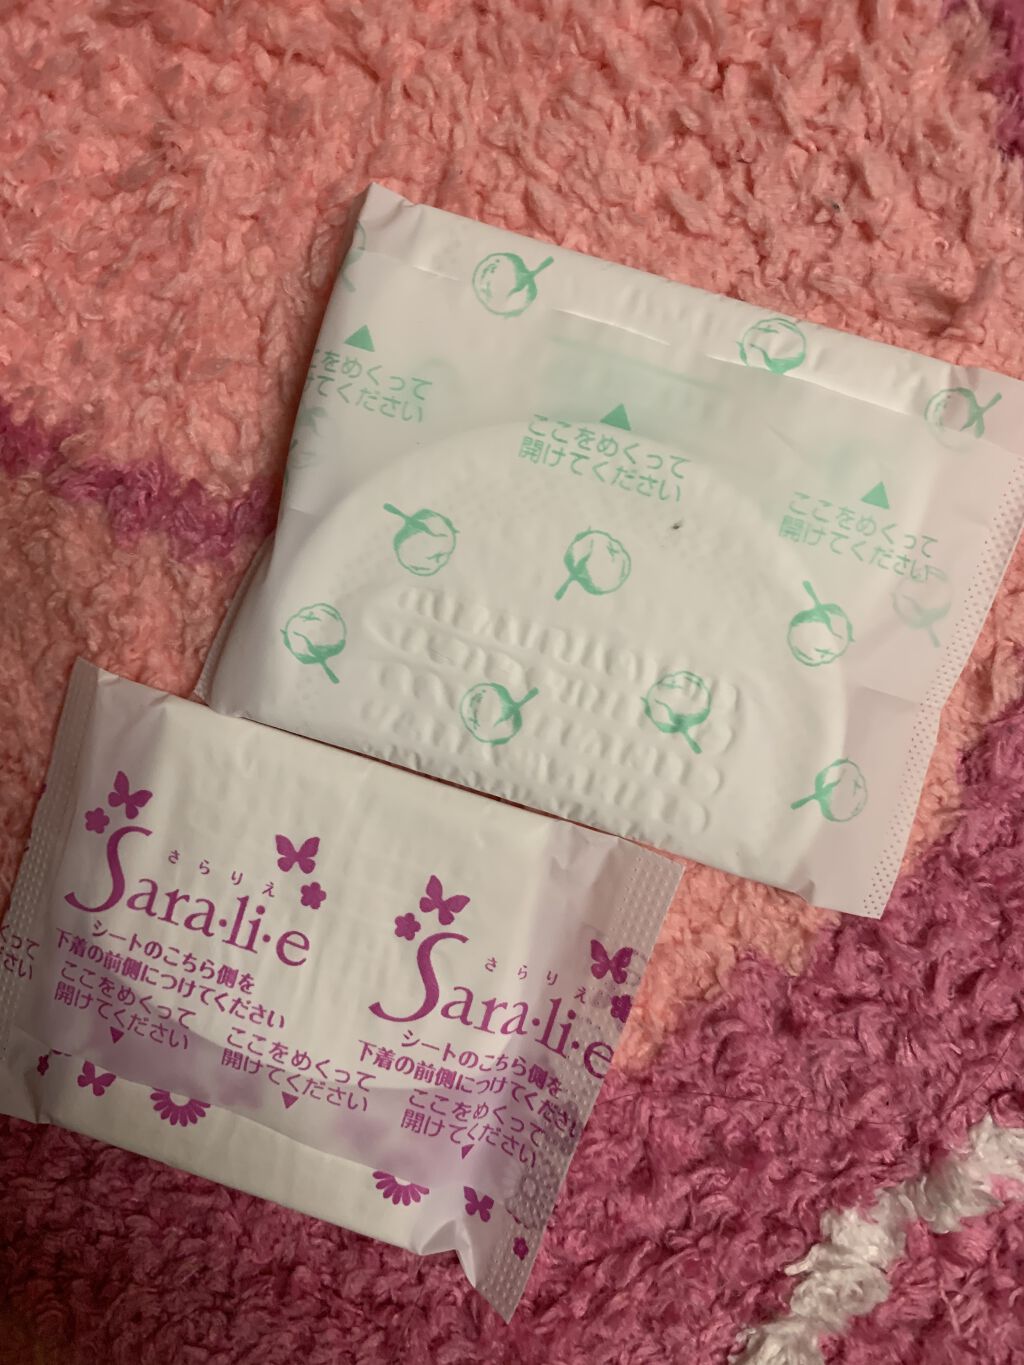 こをめくって
けてください
ここをめくって
開けてください
ここをめくって
開けてください
さらりえ
Sara・li・e
シートのこちら側を
下着の前側につけてください
ここをめくって
開けてください
ここをめくって
開けてください
さらりえ
Sara・li・e
シートのこちら側を
下着の前側につけてください
ここをめくって
開けてください
くって
さい